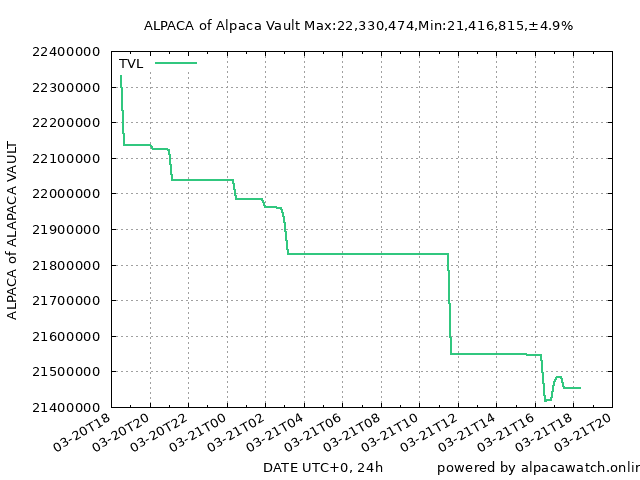 ALPACA of Alpaca Vault Max:22,330,474,Min:21,416,815,±4.9%
TVL
22400000
22300000
22200000
22100000
22000000
21900000
21800000
21700000
21600000
21500000
21400000
ALPACA of ALAPACA VAULT
03-20T18
03-20T20
03-20T22
03-21T00
03-21T02
03-21T04
03-21T06
03-21T08
03-21T10
03-21T12
03-21T14
03-21T16
03-21T18
03-21T20
DATE UTC+0, 24h
powered by alpacawatch.onlin